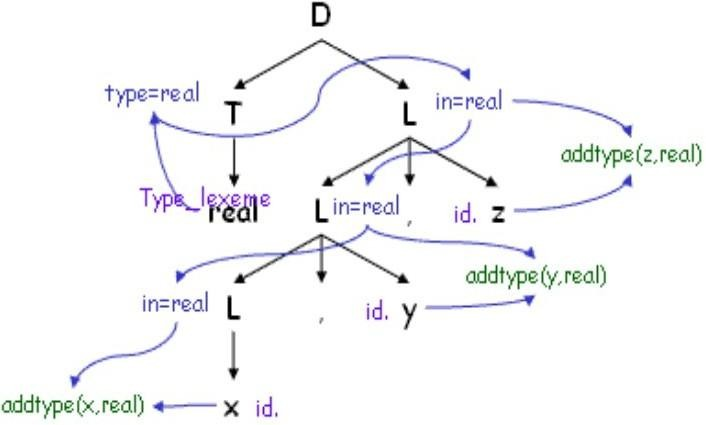 D
type=real
T
L
in=real
addtype(z,real)
Type_lexeme
real
L
in=real
,
id.
z
addtype(y,real)
in=real
L
,
id.
y
addtype(x,real)
x
id.